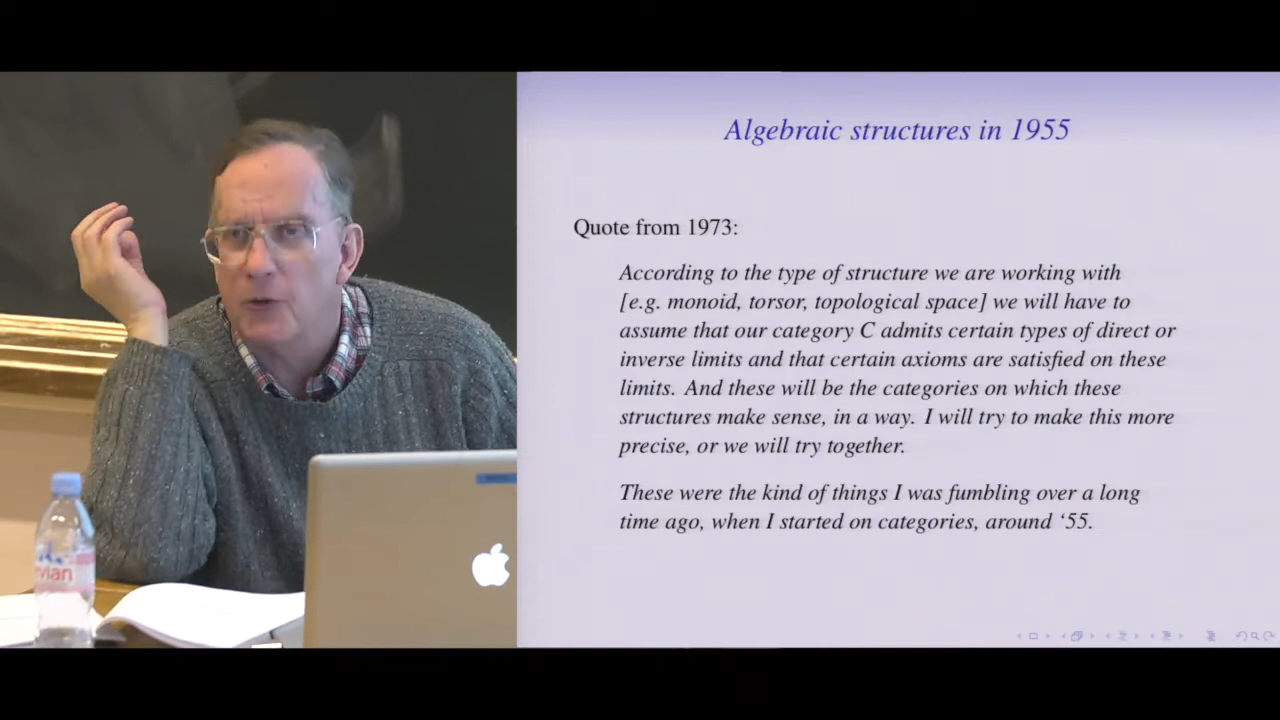 Algebraic structures in 1955
Quote from 1973:
According to the type of structure we are working with
[e.g. monoid, torsor, topological space] we will have to
assume that our category C admits certain types of direct or
inverse limits and that certain axioms are satisfied on these
limits. And these will be the categories on which these
structures make sense, in a way. I will try to make this more
precise, or we will try together.
These were the kind of things I was fumbling over a long
time ago, when I started on categories, around ‘55.
evian